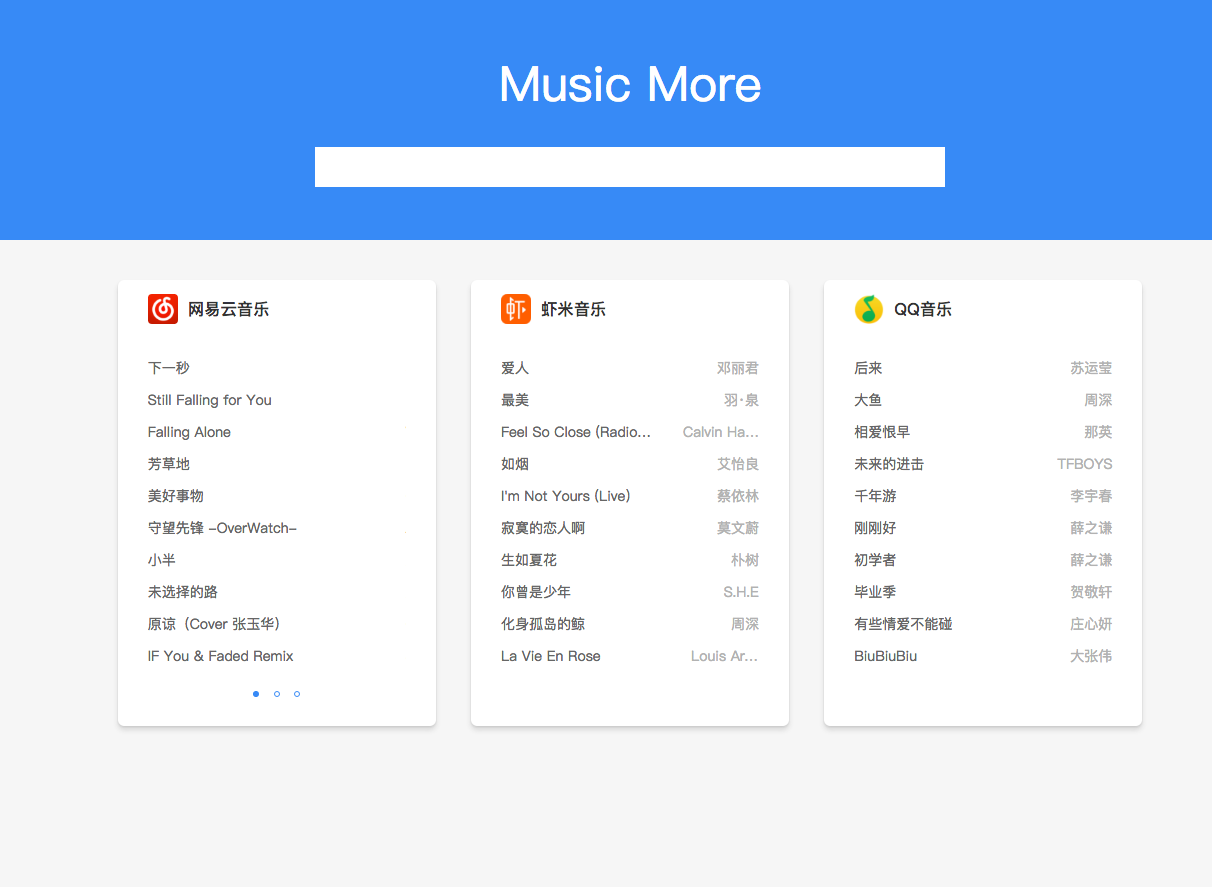 Music More
网易云音乐
下一秒
Still Falling for You
Falling Alone
芳草地
美好事物
守望先锋 -OverWatch-
小半
未选择的路
原谅（Cover 张玉华）
IF You & Faded Remix
虾米音乐
爱人 邓丽君
最美 羽·泉
Feel So Close (Radio... Calvin Ha...
如烟 艾怡良
I'm Not Yours (Live) 蔡依林
寂寞的恋人啊 莫文蔚
生如夏花 朴树
你曾是少年 S.H.E
化身孤岛的鲸 周深
La Vie En Rose Louis Ar...
QQ音乐
后来 苏运莹
大鱼 周深
相爱恨早 那英
未来的进击 TFBOYS
千年游 李宇春
刚刚好 薛之谦
初学者 薛之谦
毕业季 贺敬轩
有些情爱不能碰 庄心妍
BiuBiuBiu 大张伟